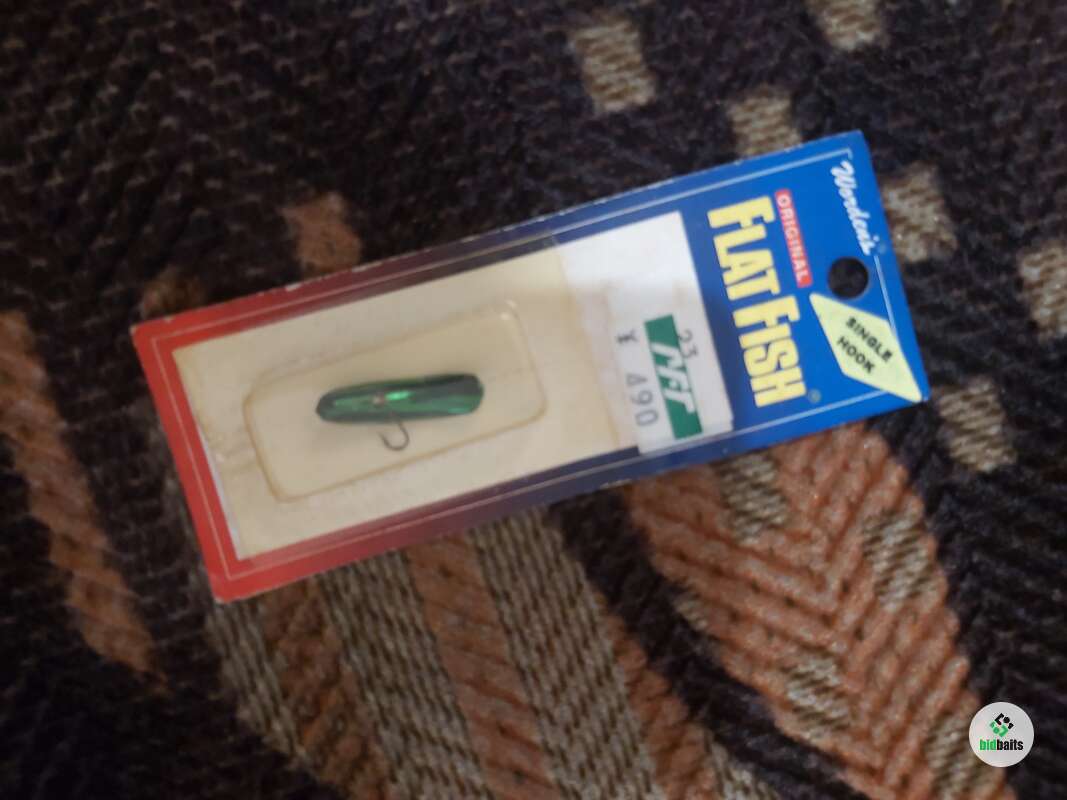 Worden's
ORIGINAL
FLAT FISH®
SINGLE
HOOK
23
¥ 490
bidbaits